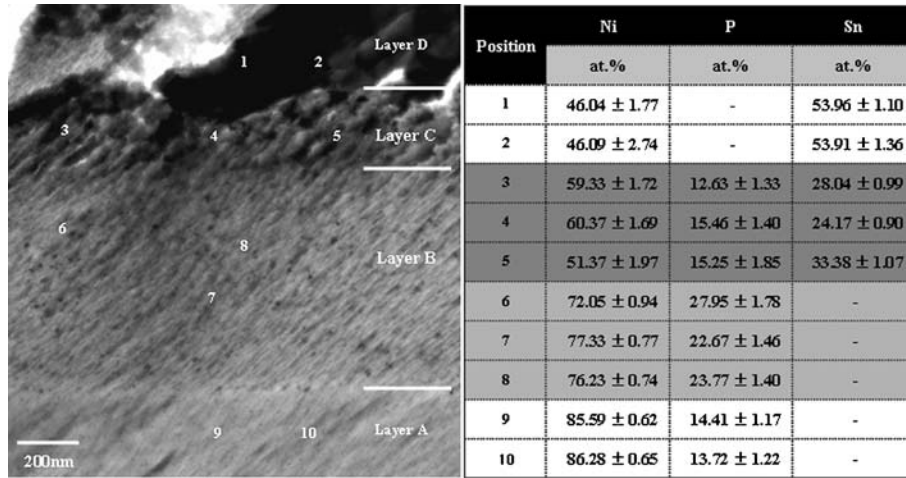 1 2 Layer D
3 4 5 Layer C
6 8 Layer B
7
9 10 Layer A
200nm
Position Ni P Sn
at.% at.% at.%
1 46.04 ± 1.77 - 53.96 ± 1.10
2 46.09 ± 2.74 - 53.91 ± 1.36
3 59.33 ± 1.72 12.63 ± 1.33 28.04 ± 0.99
4 60.37 ± 1.69 15.46 ± 1.40 24.17 ± 0.90
5 51.37 ± 1.97 15.25 ± 1.85 33.38 ± 1.07
6 72.05 ± 0.94 27.95 ± 1.78 -
7 77.33 ± 0.77 22.67 ± 1.46 -
8 76.23 ± 0.74 23.77 ± 1.40 -
9 85.59 ± 0.62 14.41 ± 1.17 -
10 86.28 ± 0.65 13.72 ± 1.22 -